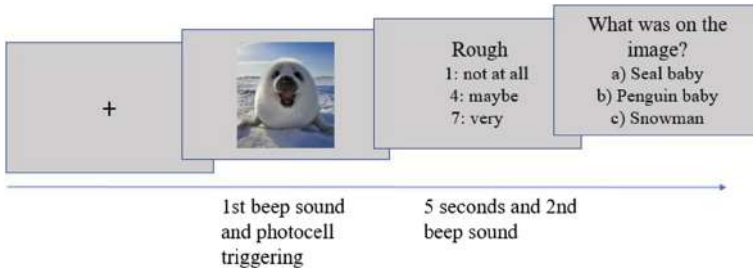 +
Rough
1: not at all
4: maybe
7: very
What was on the
image?
a) Seal baby
b) Penguin baby
c) Snowman
1st beep sound
and photocell
triggering
5 seconds and 2nd
beep sound